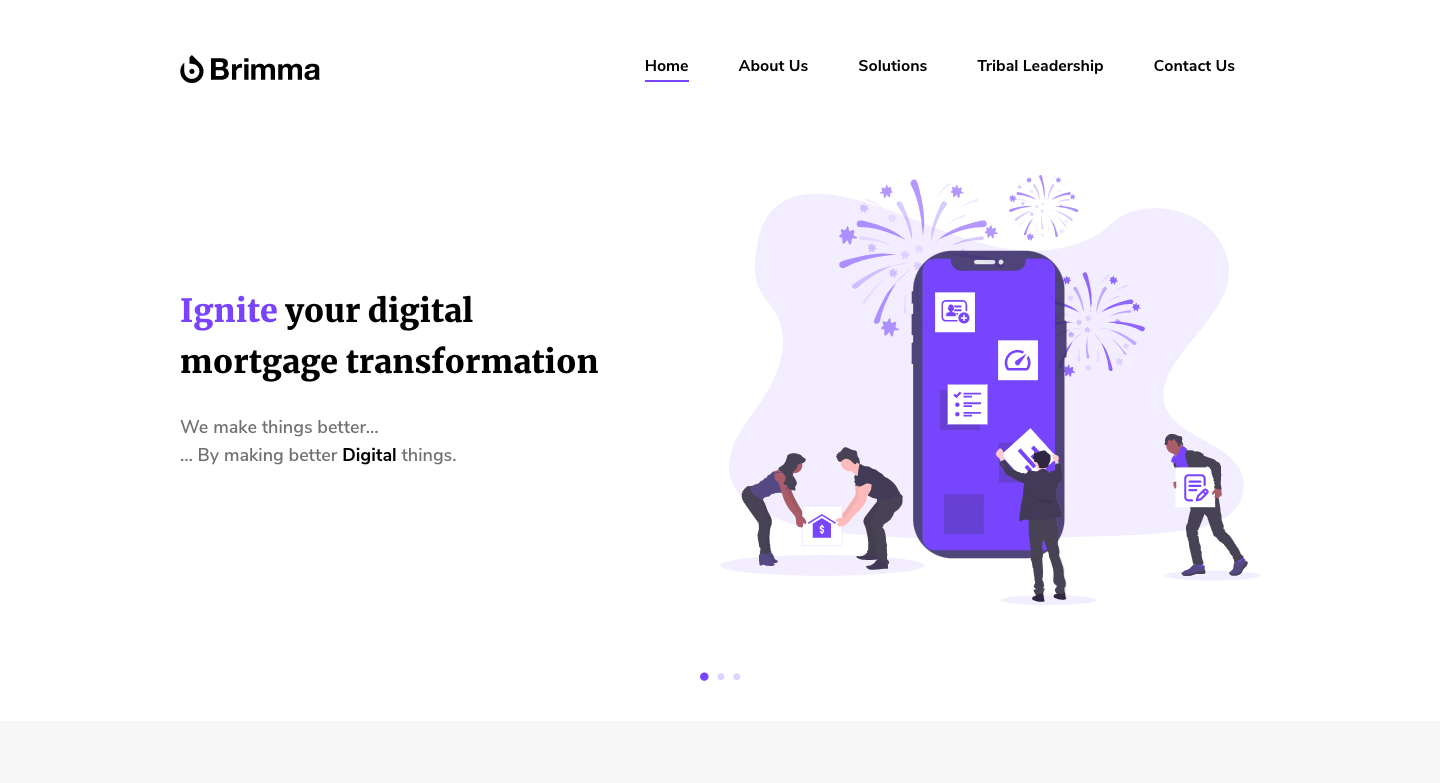 Brimma
Home About Us Solutions Tribal Leadership Contact Us
Ignite your digital
mortgage transformation
We make things better...
... By making better Digital things.
$